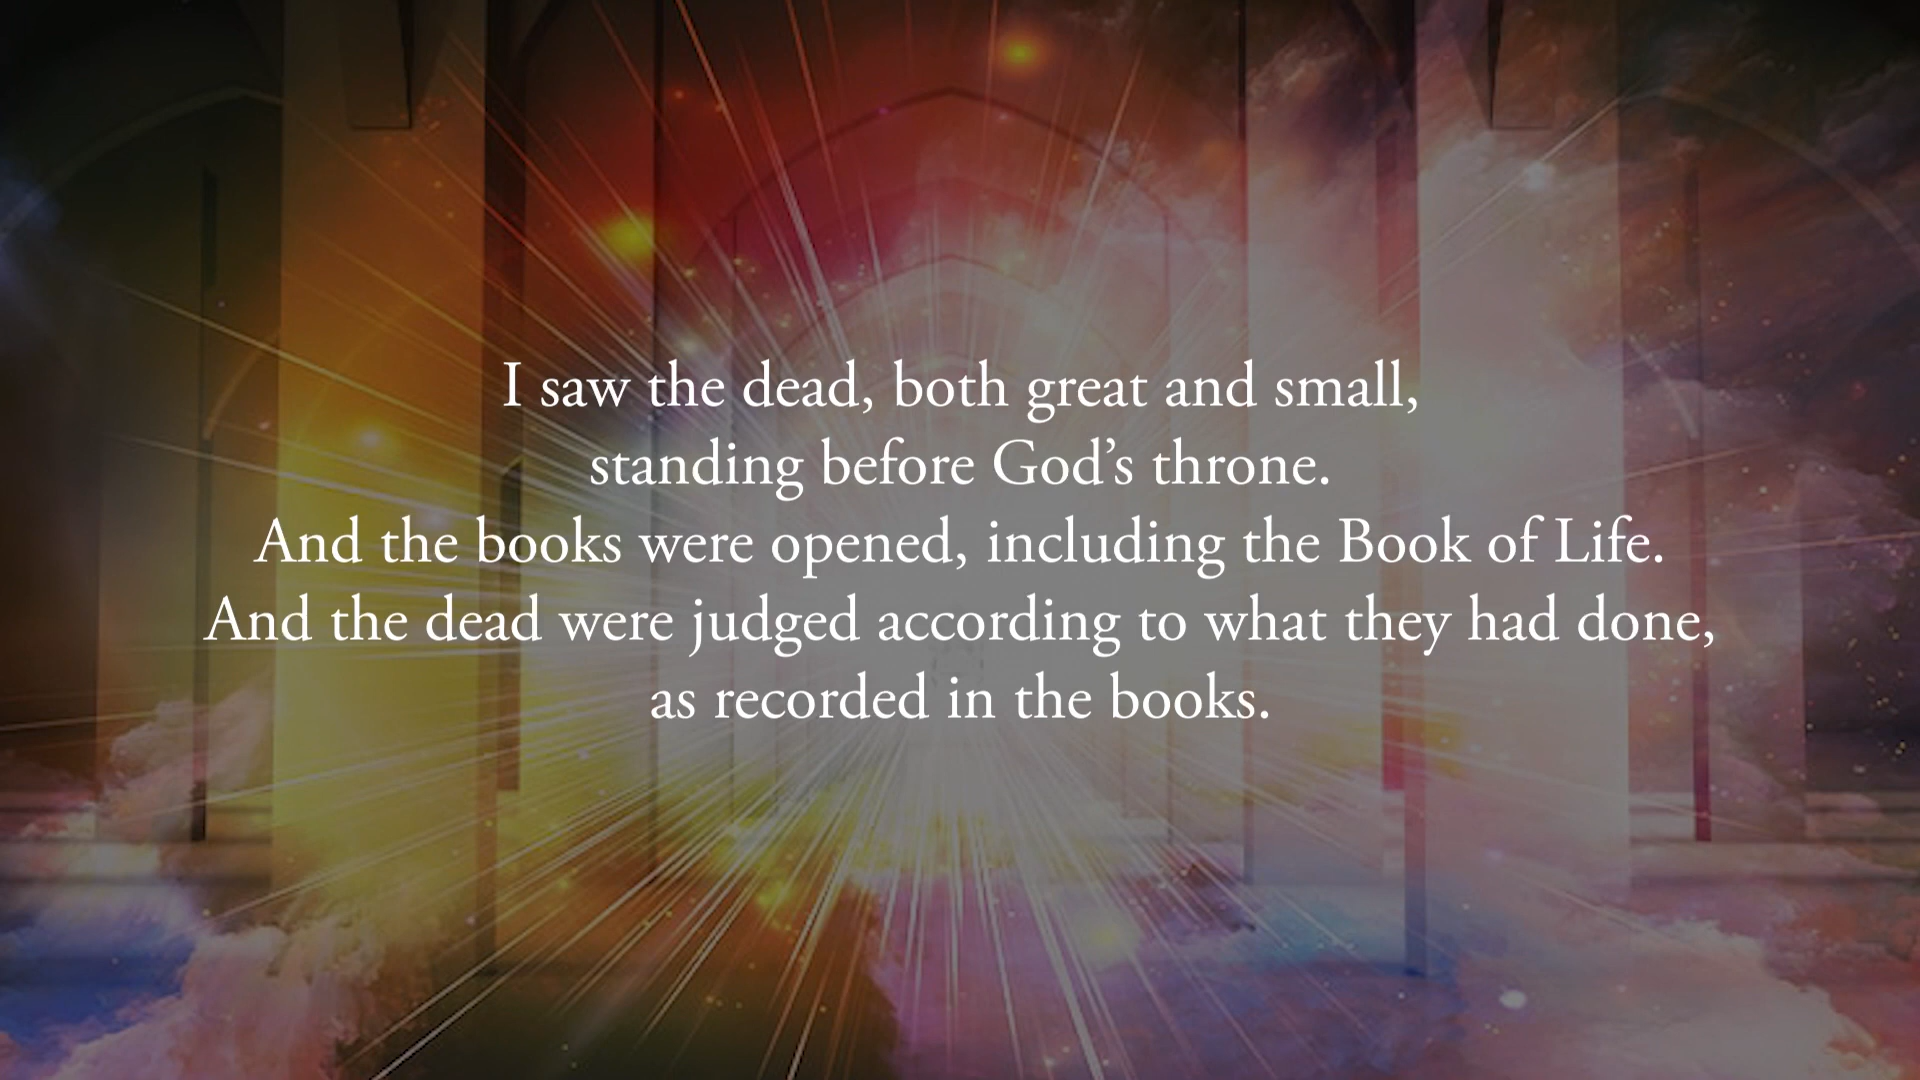 I saw the dead, both great and small,
standing before God’s throne.
And the books were opened, including the Book of Life.
And the dead were judged according to what they had done,
as recorded in the books.